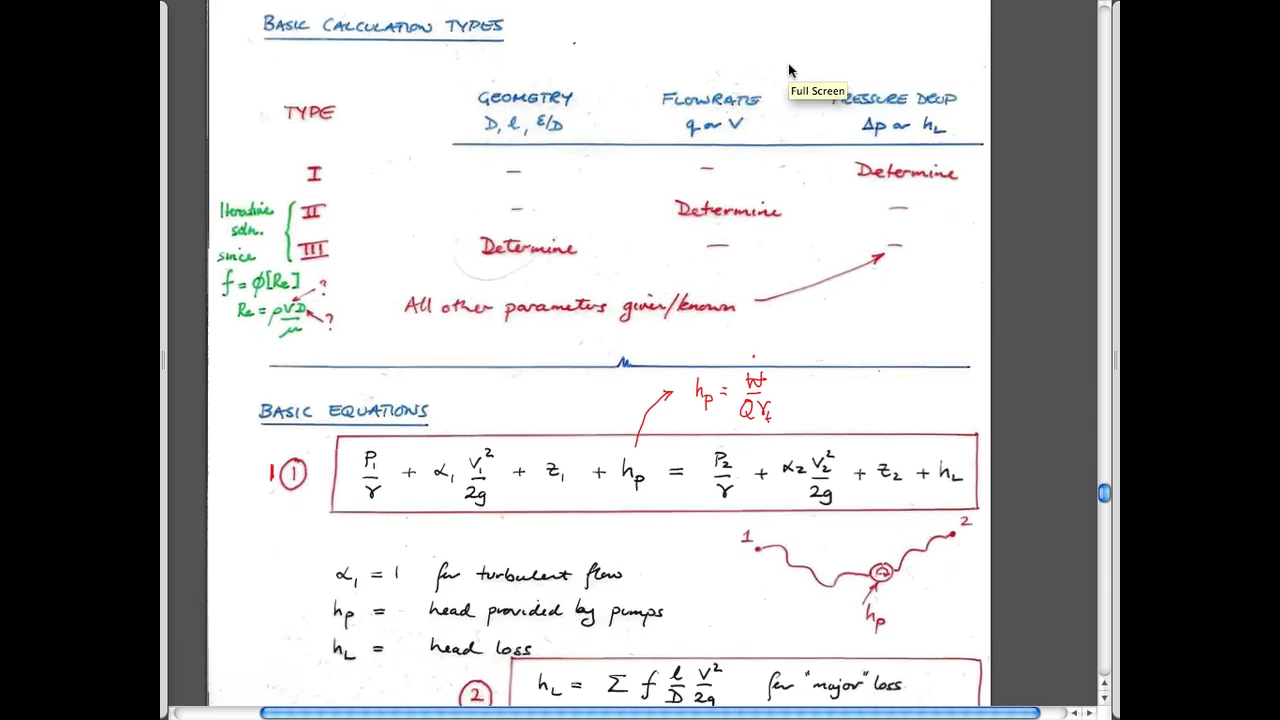 BASIC CALCULATION TYPES
Full Screen
TYPE GEOMETRY FLOWRATE PRESSURE DROP
D, l, ε/D q or V Δp or hL
I — — Determine
Iterative soln. since { II — Determine —
III Determine — —
f = φ[Re] ?
Re = ρVD/μ ?
All other parameters given/known
hp = Ẇ/Qγf
BASIC EQUATIONS
1 ① P1/γ + α1 V1²/2g + z1 + hp = P2/γ + α2 V2²/2g + z2 + hL
1 2
α1 = 1 for turbulent flow
hp = head provided by pumps
hp
hL = head loss
② hL = Σ f l/D V²/2g for "major" loss